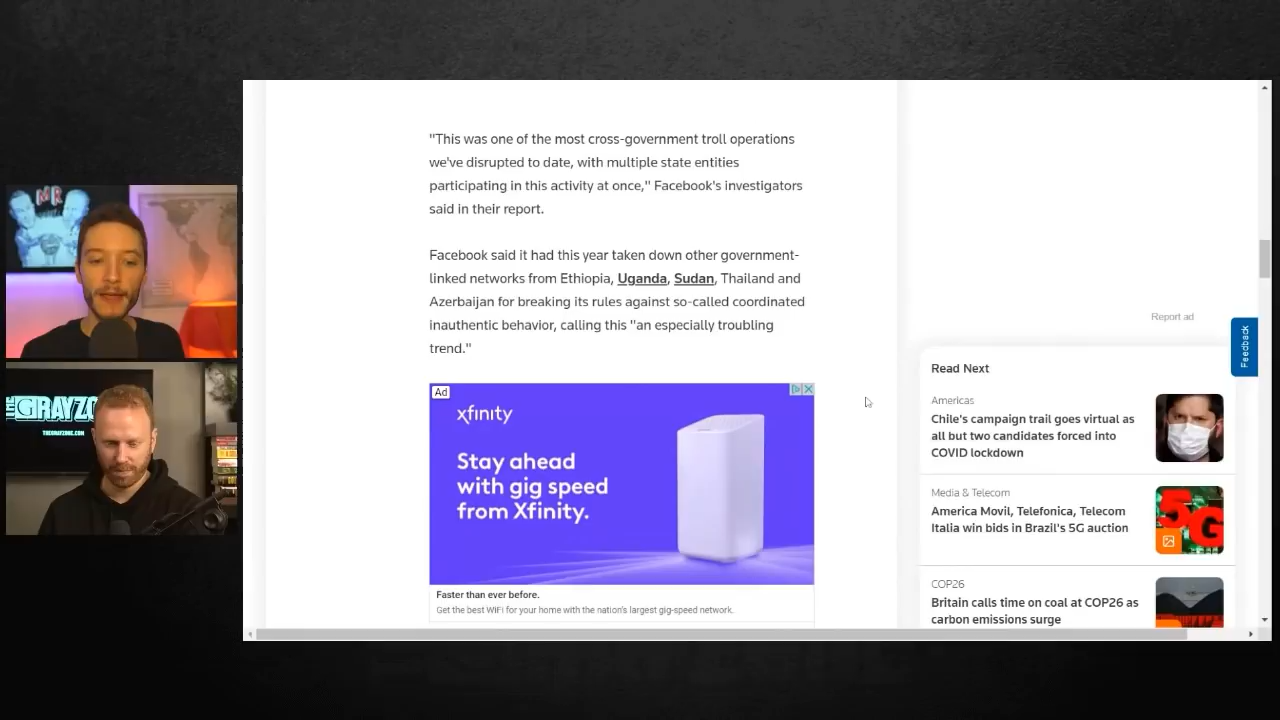 MR
THE GRAYZO
THEGRAYZONE.COM
"This was one of the most cross-government troll operations
we've disrupted to date, with multiple state entities
participating in this activity at once," Facebook's investigators
said in their report.
Facebook said it had this year taken down other government-
linked networks from Ethiopia, Uganda, Sudan, Thailand and
Azerbaijan for breaking its rules against so-called coordinated
inauthentic behavior, calling this "an especially troubling
trend."
Ad
xfinity
Stay ahead
with gig speed
from Xfinity.
Faster than ever before.
Get the best WiFi for your home with the nation's largest gig-speed network.
Report ad
Feedback
Read Next
Americas
Chile's campaign trail goes virtual as
all but two candidates forced into
COVID lockdown
Media & Telecom
America Movil, Telefonica, Telecom
Italia win bids in Brazil's 5G auction
5G
COP26
Britain calls time on coal at COP26 as
carbon emissions surge